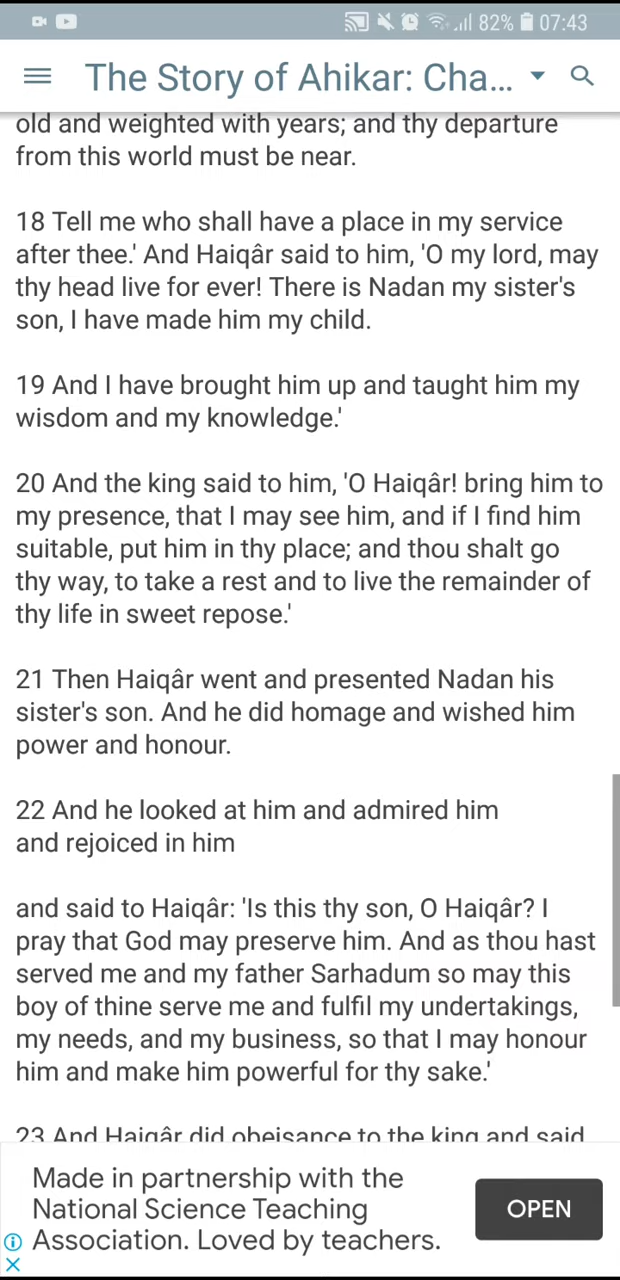 82% 07:43
The Story of Ahikar: Cha...
old and weighted with years; and thy departure
from this world must be near.
18 Tell me who shall have a place in my service
after thee.' And Haiqâr said to him, 'O my lord, may
thy head live for ever! There is Nadan my sister's
son, I have made him my child.
19 And I have brought him up and taught him my
wisdom and my knowledge.'
20 And the king said to him, 'O Haiqâr! bring him to
my presence, that I may see him, and if I find him
suitable, put him in thy place; and thou shalt go
thy way, to take a rest and to live the remainder of
thy life in sweet repose.'
21 Then Haiqâr went and presented Nadan his
sister's son. And he did homage and wished him
power and honour.
22 And he looked at him and admired him
and rejoiced in him
and said to Haiqâr: 'Is this thy son, O Haiqâr? I
pray that God may preserve him. And as thou hast
served me and my father Sarhadum so may this
boy of thine serve me and fulfil my undertakings,
my needs, and my business, so that I may honour
him and make him powerful for thy sake.'
23 And Haiqâr did obeisance to the king and said
Made in partnership with the
National Science Teaching
Association. Loved by teachers.
OPEN